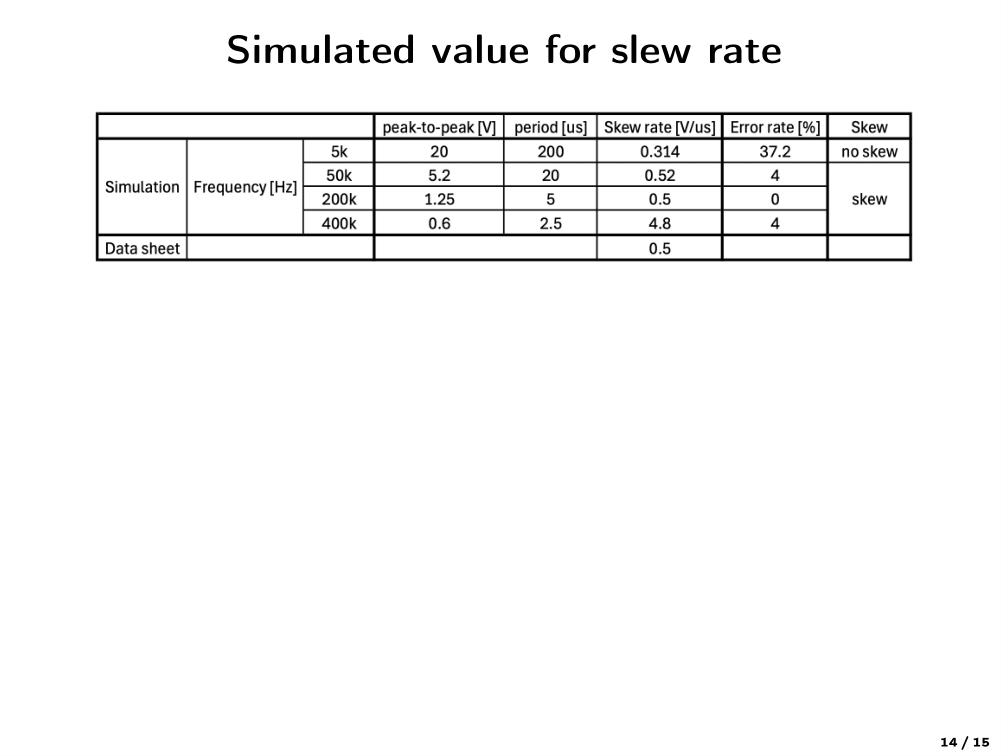 Simulated value for slew rate
peak-to-peak [V] period [us] Skew rate [V/us] Error rate [%] Skew
Simulation Frequency [Hz] 5k 20 200 0.314 37.2 no skew
50k 5.2 20 0.52 4 skew
200k 1.25 5 0.5 0
400k 0.6 2.5 4.8 4
Data sheet 0.5
14 / 15